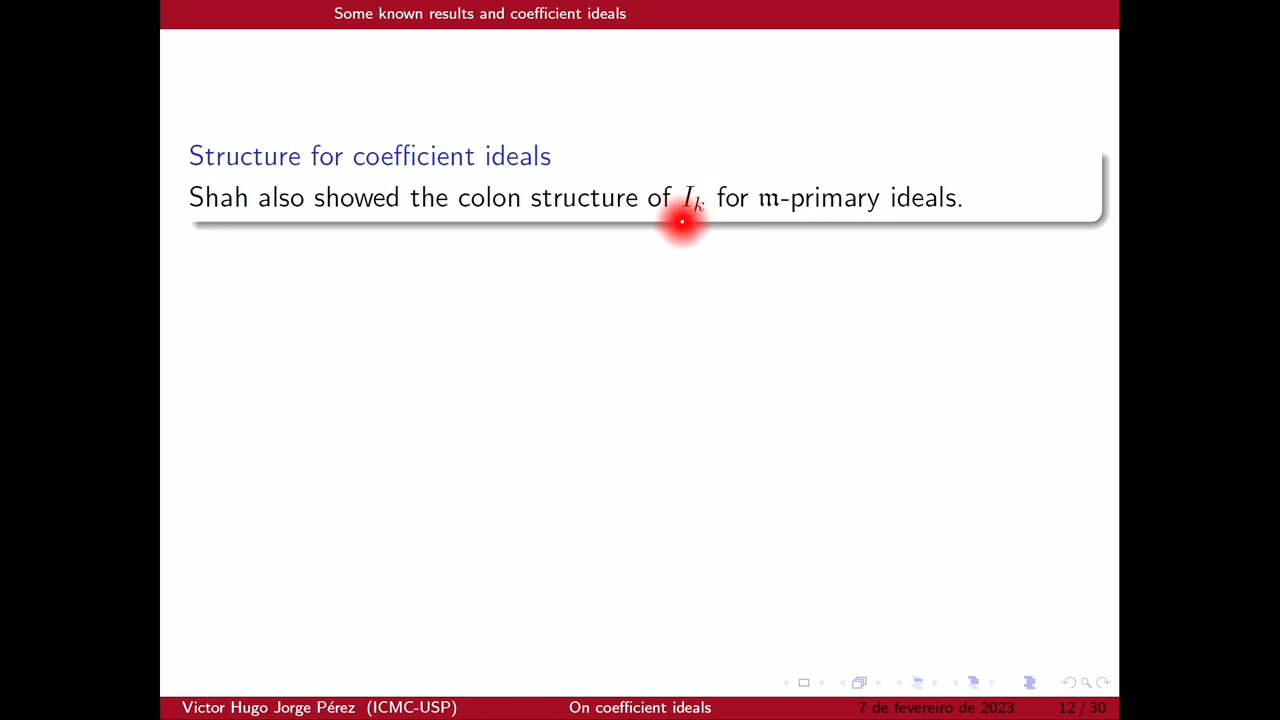 Some known results and coefficient ideals
Structure for coefficient ideals
Shah also showed the colon structure of I_k for 𝔪-primary ideals.
Victor Hugo Jorge Pérez (ICMC-USP) On coefficient ideals 7 de fevereiro de 2023 12 / 30